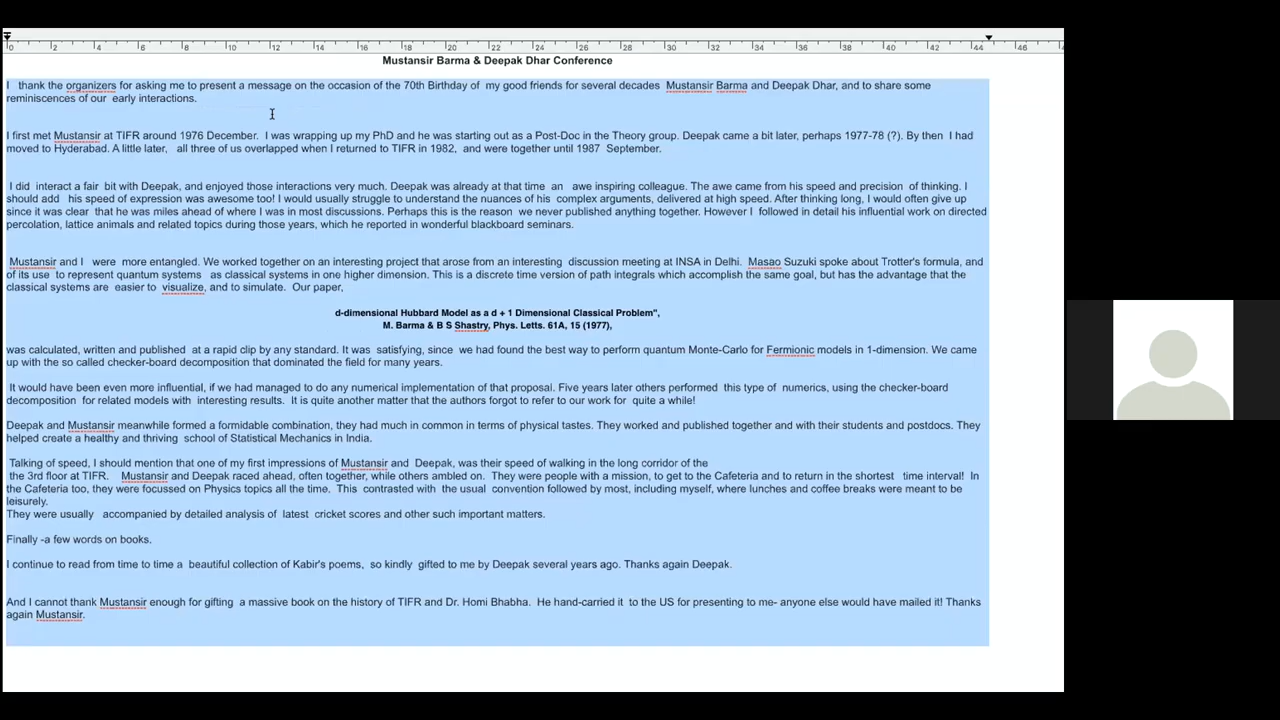 0 2 4 6 8 10 12 14 16 18 20 22 24 26 28 30 32 34 36 38 40 42 44 46
Mustansir Barma & Deepak Dhar Conference
I thank the organizers for asking me to present a message on the occasion of the 70th Birthday of my good friends for several decades Mustansir Barma and Deepak Dhar, and to share some
reminiscences of our early interactions.
I first met Mustansir at TIFR around 1976 December. I was wrapping up my PhD and he was starting out as a Post-Doc in the Theory group. Deepak came a bit later, perhaps 1977-78 (?). By then I had
moved to Hyderabad. A little later, all three of us overlapped when I returned to TIFR in 1982, and were together until 1987 September.
I did interact a fair bit with Deepak, and enjoyed those interactions very much. Deepak was already at that time an awe inspiring colleague. The awe came from his speed and precision of thinking. I
should add his speed of expression was awesome too! I would usually struggle to understand the nuances of his complex arguments, delivered at high speed. After thinking long, I would often give up
since it was clear that he was miles ahead of where I was in most discussions. Perhaps this is the reason we never published anything together. However I followed in detail his influential work on directed
percolation, lattice animals and related topics during those years, which he reported in wonderful blackboard seminars.
Mustansir and I were more entangled. We worked together on an interesting project that arose from an interesting discussion meeting at INSA in Delhi. Masao Suzuki spoke about Trotter's formula, and
of its use to represent quantum systems as classical systems in one higher dimension. This is a discrete time version of path integrals which accomplish the same goal, but has the advantage that the
classical systems are easier to visualize, and to simulate. Our paper,
d-dimensional Hubbard Model as a d + 1 Dimensional Classical Problem",
M. Barma & B S Shastry, Phys. Letts. 61A, 15 (1977),
was calculated, written and published at a rapid clip by any standard. It was satisfying, since we had found the best way to perform quantum Monte-Carlo for Fermionic models in 1-dimension. We came
up with the so called checker-board decomposition that dominated the field for many years.
It would have been even more influential, if we had managed to do any numerical implementation of that proposal. Five years later others performed this type of numerics, using the checker-board
decomposition for related models with interesting results. It is quite another matter that the authors forgot to refer to our work for quite a while!
Deepak and Mustansir meanwhile formed a formidable combination, they had much in common in terms of physical tastes. They worked and published together and with their students and postdocs. They
helped create a healthy and thriving school of Statistical Mechanics in India.
Talking of speed, I should mention that one of my first impressions of Mustansir and Deepak, was their speed of walking in the long corridor of the
the 3rd floor at TIFR. Mustansir and Deepak raced ahead, often together, while others ambled on. They were people with a mission, to get to the Cafeteria and to return in the shortest time interval! In
the Cafeteria too, they were focussed on Physics topics all the time. This contrasted with the usual convention followed by most, including myself, where lunches and coffee breaks were meant to be
leisurely.
They were usually accompanied by detailed analysis of latest cricket scores and other such important matters.
Finally -a few words on books.
I continue to read from time to time a beautiful collection of Kabir's poems, so kindly gifted to me by Deepak several years ago. Thanks again Deepak.
And I cannot thank Mustansir enough for gifting a massive book on the history of TIFR and Dr. Homi Bhabha. He hand-carried it to the US for presenting to me- anyone else would have mailed it! Thanks
again Mustansir.